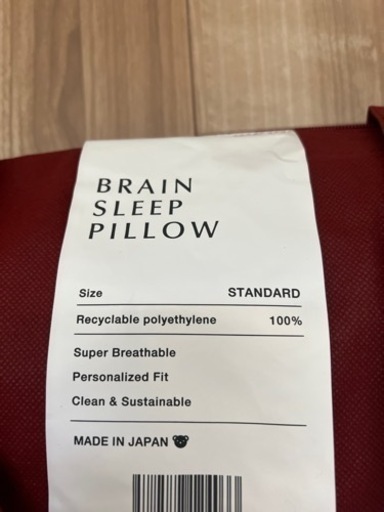 BRAIN
SLEEP
PILLOW
Size STANDARD
Recyclable polyethylene 100%
Super Breathable
Personalized Fit
Clean & Sustainable
MADE IN JAPAN